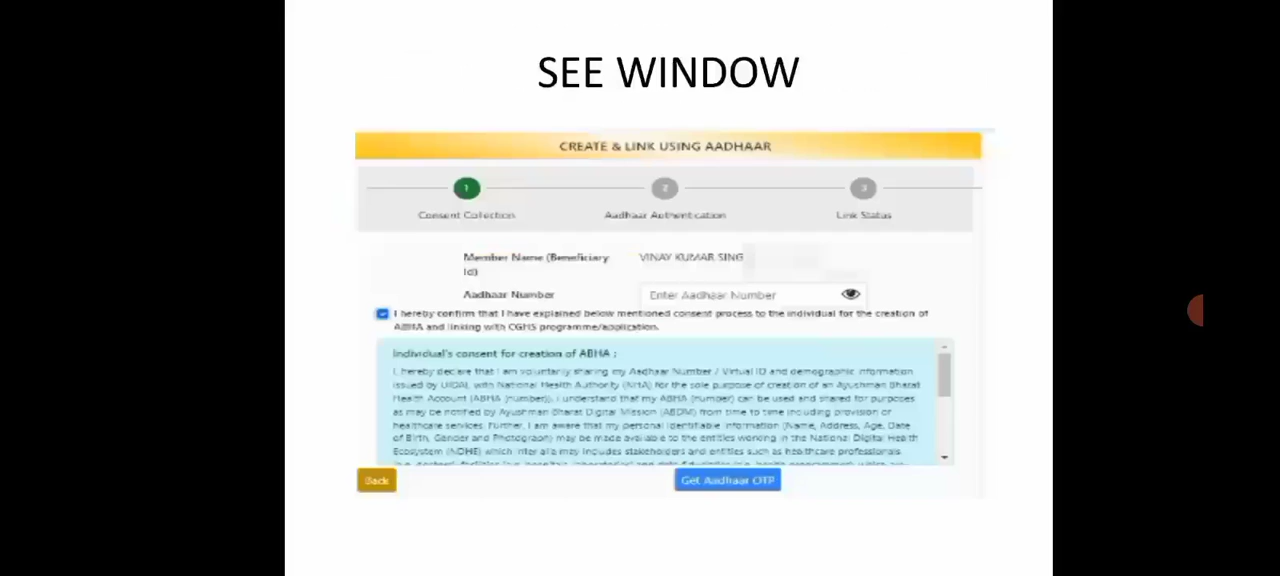 SEE WINDOW
CREATE & LINK USING AADHAAR
1 2 3
Consent Collection Aadhaar Authentication Link Status
Member Name (Beneficiary VINAY KUMAR SING
Id)
Aadhaar Number Enter Aadhaar Number
I hereby confirm that I have explained below mentioned consent process to the individual for the creation of
ABHA and linking with CGHS programme/application.
Individual's consent for creation of ABHA :
I hereby declare that I am voluntarily sharing my Aadhaar Number / Virtual ID and demographic information
issued by UIDAI, with National Health Authority (NHA) for the sole purpose of creation of an Ayushman Bharat
Health Account (ABHA (number)). I understand that my ABHA (number) can be used and shared for purposes
as may be notified by Ayushman Bharat Digital Mission (ABDM) from time to time including provision of
healthcare services. Further, I am aware that my personal identifiable information (Name, Address, Age, Date
of Birth, Gender and Photograph) may be made available to the entities working in the National Digital Health
Ecosystem (NDHE) which inter alia may includes stakeholders and entities such as healthcare professionals
Back Get Aadhaar OTP